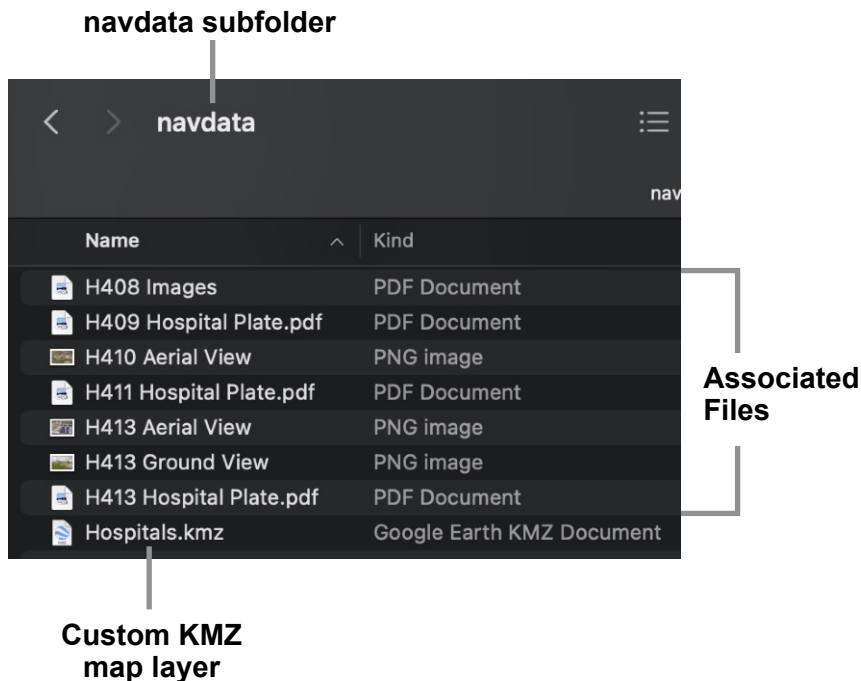 navdata subfolder
navdata
nav
Name Kind
H408 Images PDF Document
H409 Hospital Plate.pdf PDF Document
H410 Aerial View PNG image
H411 Hospital Plate.pdf PDF Document
H413 Aerial View PNG image
H413 Ground View PNG image
H413 Hospital Plate.pdf PDF Document
Hospitals.kmz Google Earth KMZ Document
Associated
Files
Custom KMZ
map layer